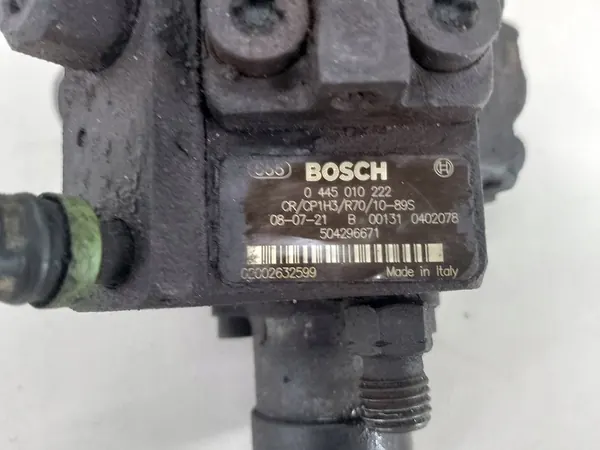 BOSCH
0 445 010 222
CR/CP1H3/R70/10-89S
08-07-21 B 00131 0402078
504296671
Made in Italy